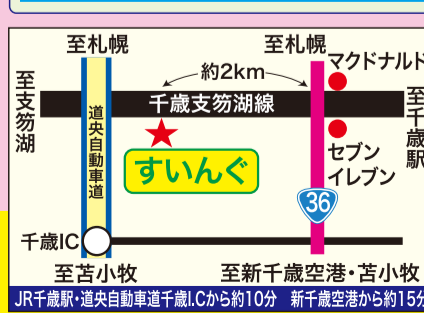 至札幌
至札幌
マクドナルド
約2km
至支笏湖
千歳支笏湖線
至千歳駅
道央自動車道
すいんぐ
セブン
イレブン
36
千歳IC
至苫小牧
至新千歳空港・苫小牧
JR千歳駅・道央自動車道千歳I.Cから約10分 新千歳空港から約15分